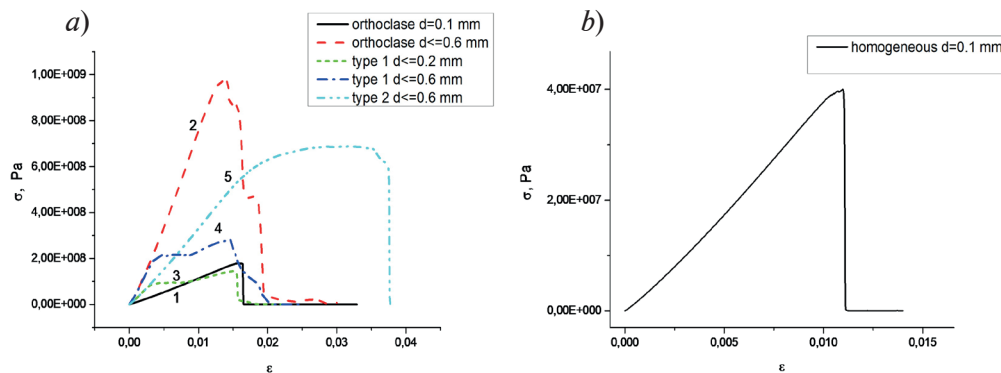 a)
orthoclase d=0.1 mm
orthoclase d<=0.6 mm
type 1 d<=0.2 mm
type 1 d<=0.6 mm
type 2 d<=0.6 mm
1,00E+009
8,00E+008
6,00E+008
4,00E+008
2,00E+008
0,00E+000
σ, Pa
2
5
4
3
1
0,00
0,01
0,02
0,03
0,04
ε
b)
homogeneous d=0.1 mm
4,00E+007
2,00E+007
0,00E+000
σ, Pa
0,000
0,005
0,010
0,015
ε